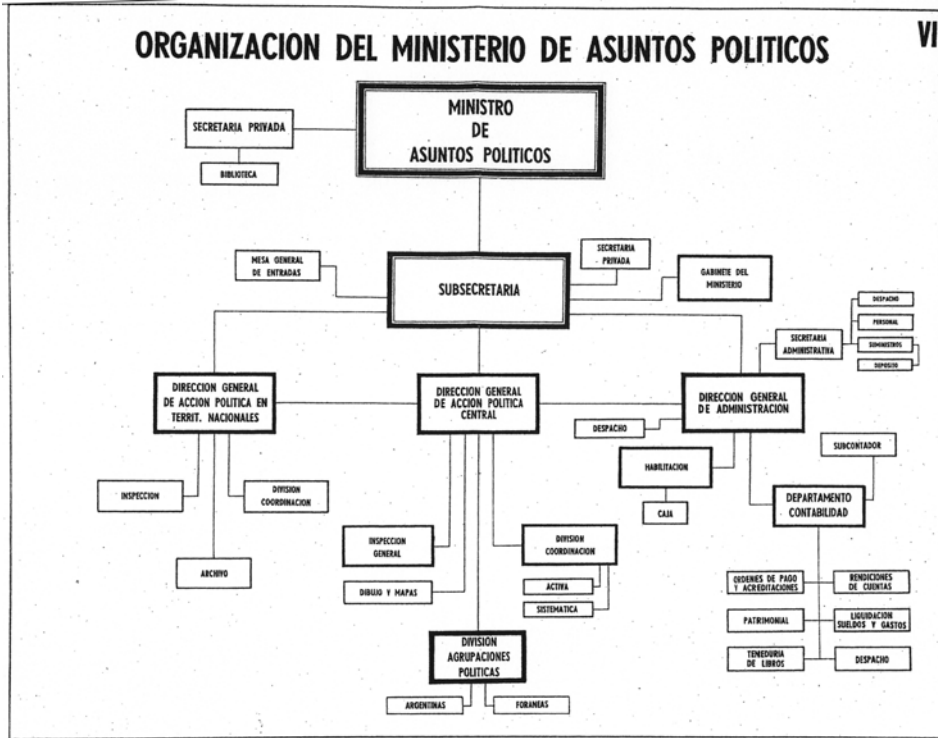 VI
ORGANIZACION DEL MINISTERIO DE ASUNTOS POLITICOS
MINISTRO
DE
ASUNTOS POLITICOS
SECRETARIA PRIVADA
BIBLIOTECA
MESA GENERAL
DE ENTRADAS
SUBSECRETARIA
SECRETARIA
PRIVADA
GABINETE DEL
MINISTERIO
DESPACHO
PERSONAL
SUMINISTROS
DEPOSITO
SECRETARIA
ADMINISTRATIVA
DIRECCION GENERAL
DE ACCION POLITICA EN
TERRIT. NACIONALES
DIRECCION GENERAL
DE ACCION POLITICA
CENTRAL
DIRECCION GENERAL
DE ADMINISTRACION
DESPACHO
HABILITACION
CAJA
SUBCONTADOR
DEPARTAMENTO
CONTABILIDAD
INSPECCION
DIVISION
COORDINACION
ARCHIVO
INSPECCION
GENERAL
DIBUJO Y MAPAS
DIVISION
COORDINACION
ACTIVA
SISTEMATICA
DIVISION
AGRUPACIONES
POLITICAS
ARGENTINAS
FORANEAS
ORDENES DE PAGO
Y ACREDITACIONES
RENDICIONES
DE CUENTAS
PATRIMONIAL
LIQUIDACION
SUELDOS Y GASTOS
TENEDURIA
DE LIBROS
DESPACHO